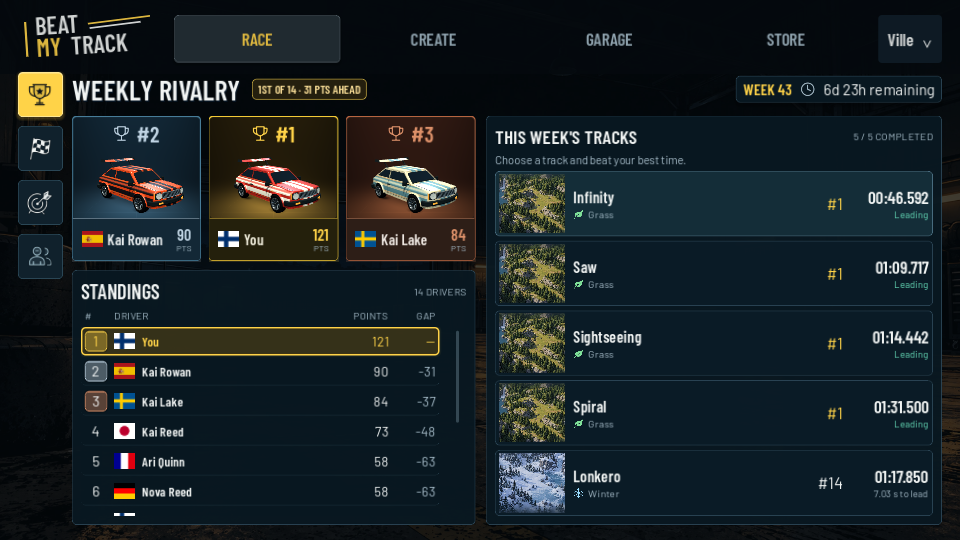 BEAT
MY TRACK
RACE
CREATE
GARAGE
STORE
Ville
WEEKLY RIVALRY
1ST OF 14 · 31 PTS AHEAD
WEEK 43
6d 23h remaining
#2
Kai Rowan
90
PTS
#1
You
121
PTS
#3
Kai Lake
84
PTS
STANDINGS
14 DRIVERS
# DRIVER POINTS GAP
1 You 121 –
2 Kai Rowan 90 -31
3 Kai Lake 84 -37
4 Kai Reed 73 -48
5 Ari Quinn 58 -63
6 Nova Reed 58 -63
THIS WEEK'S TRACKS
5 / 5 COMPLETED
Choose a track and beat your best time.
Infinity
Grass
#1
00:46.592
Leading
Saw
Grass
#1
01:09.717
Leading
Sightseeing
Grass
#1
01:14.442
Leading
Spiral
Grass
#1
01:31.500
Leading
Lonkero
Winter
#14
01:17.850
7.03 s to lead